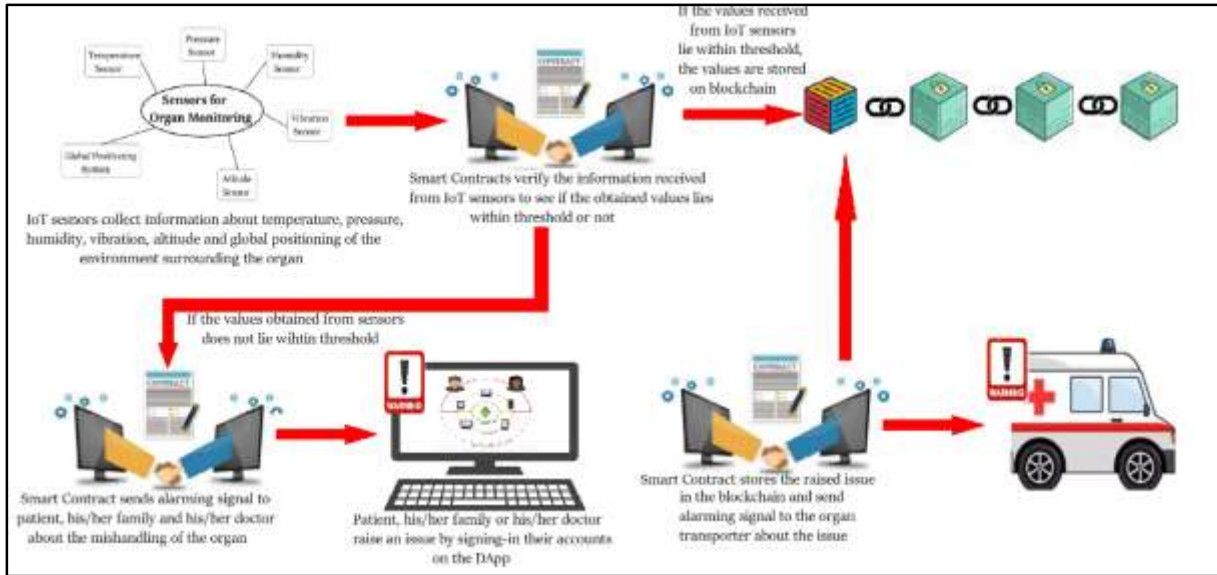 Pressure
Sensor
Temperature
Sensor
Humidity
Sensor
Sensors for
Organ Monitoring
Vibration
Sensor
Global Positioning
System
Altitude
Sensor
IoT sesnors collect information about temperature, pressure,
humidity, vibration, altitude and global positioning of the
environment surrounding the organ
CONTRACT
Smart Contracts verify the information received
from IoT sensors to see if the obtained values lies
within threshold or not
If the values received
from IoT sensors
lie within threshold,
the values are stored
on blockchain
If the values obtained from sensors
does not lie wihtin threshold
CONTRACT
Smart Contract sends alarming signal to
patient, his/her family and his/her doctor
about the mishandling of the organ
WARNING
Patient, his/her family or his/her doctor
raise an issue by signing-in their accounts
on the DApp
CONTRACT
Smart Contract stores the raised issue
in the blockchain and send
alarming signal to the organ
transporter about the issue
WARNING